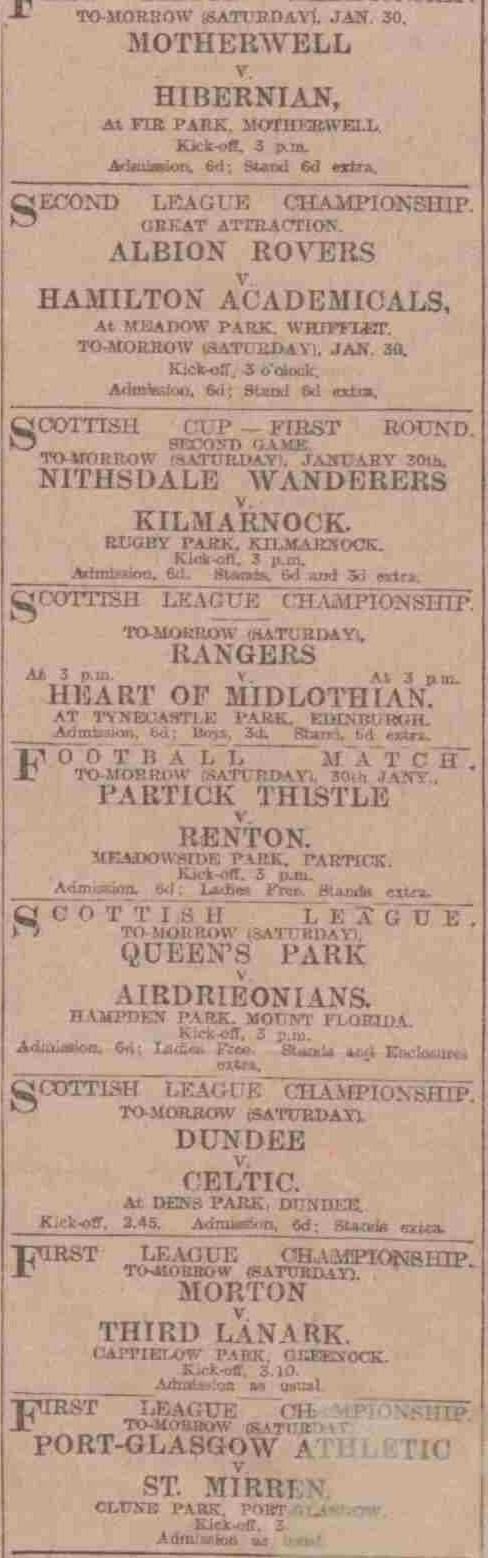 TO-MORROW (SATURDAY), JAN. 30,
MOTHERWELL
v.
HIBERNIAN,
At FIR PARK, MOTHERWELL.
Kick-off, 3 p.m.
Admission, 6d; Stand 6d extra.
SECOND LEAGUE CHAMPIONSHIP.
GREAT ATTRACTION.
ALBION ROVERS
v.
HAMILTON ACADEMICALS,
At MEADOW PARK, WHIFFLET.
TO-MORROW (SATURDAY), JAN. 30.
Kick-off, 3 o'clock.
Admission, 6d; Stand 6d extra.
SCOTTISH CUP — FIRST ROUND.
SECOND GAME.
TO-MORROW (SATURDAY), JANUARY 30th,
NITHSDALE WANDERERS
v.
KILMARNOCK.
RUGBY PARK, KILMARNOCK.
Kick-off, 3 p.m.
Admission, 6d. Stands, 6d and 3d extra.
SCOTTISH LEAGUE CHAMPIONSHIP.
TO-MORROW (SATURDAY),
RANGERS
At 3 p.m. v. At 3 p.m.
HEART OF MIDLOTHIAN.
AT TYNECASTLE PARK, EDINBURGH.
Admission, 6d; Boys, 3d. Stand, 6d extra.
FOOTBALL MATCH.
TO-MORROW (SATURDAY), 30th JANY.,
PARTICK THISTLE
v.
RENTON.
MEADOWSIDE PARK, PARTICK.
Kick-off, 3 p.m.
Admission, 6d; Ladies Free. Stands extra.
SCOTTISH LEAGUE.
TO-MORROW (SATURDAY),
QUEEN'S PARK
v.
AIRDRIEONIANS.
HAMPDEN PARK, MOUNT FLORIDA.
Kick-off, 3 p.m.
Admission, 6d; Ladies Free. Stands and Enclosures
extra.
SCOTTISH LEAGUE CHAMPIONSHIP.
TO-MORROW (SATURDAY).
DUNDEE
v.
CELTIC.
At DENS PARK, DUNDEE.
Kick-off, 2.45. Admission, 6d; Stands extra.
FIRST LEAGUE CHAMPIONSHIP.
TO-MORROW (SATURDAY).
MORTON
v.
THIRD LANARK.
CAPPIELOW PARK, GREENOCK.
Kick-off, 3.10.
Admission as usual.
FIRST LEAGUE CHAMPIONSHIP.
TO-MORROW (SATURDAY)
PORT-GLASGOW ATHLETIC
v
ST. MIRREN.
CLUNE PARK, PORT-GLASGOW.
Kick-off, 3
Admission as usual